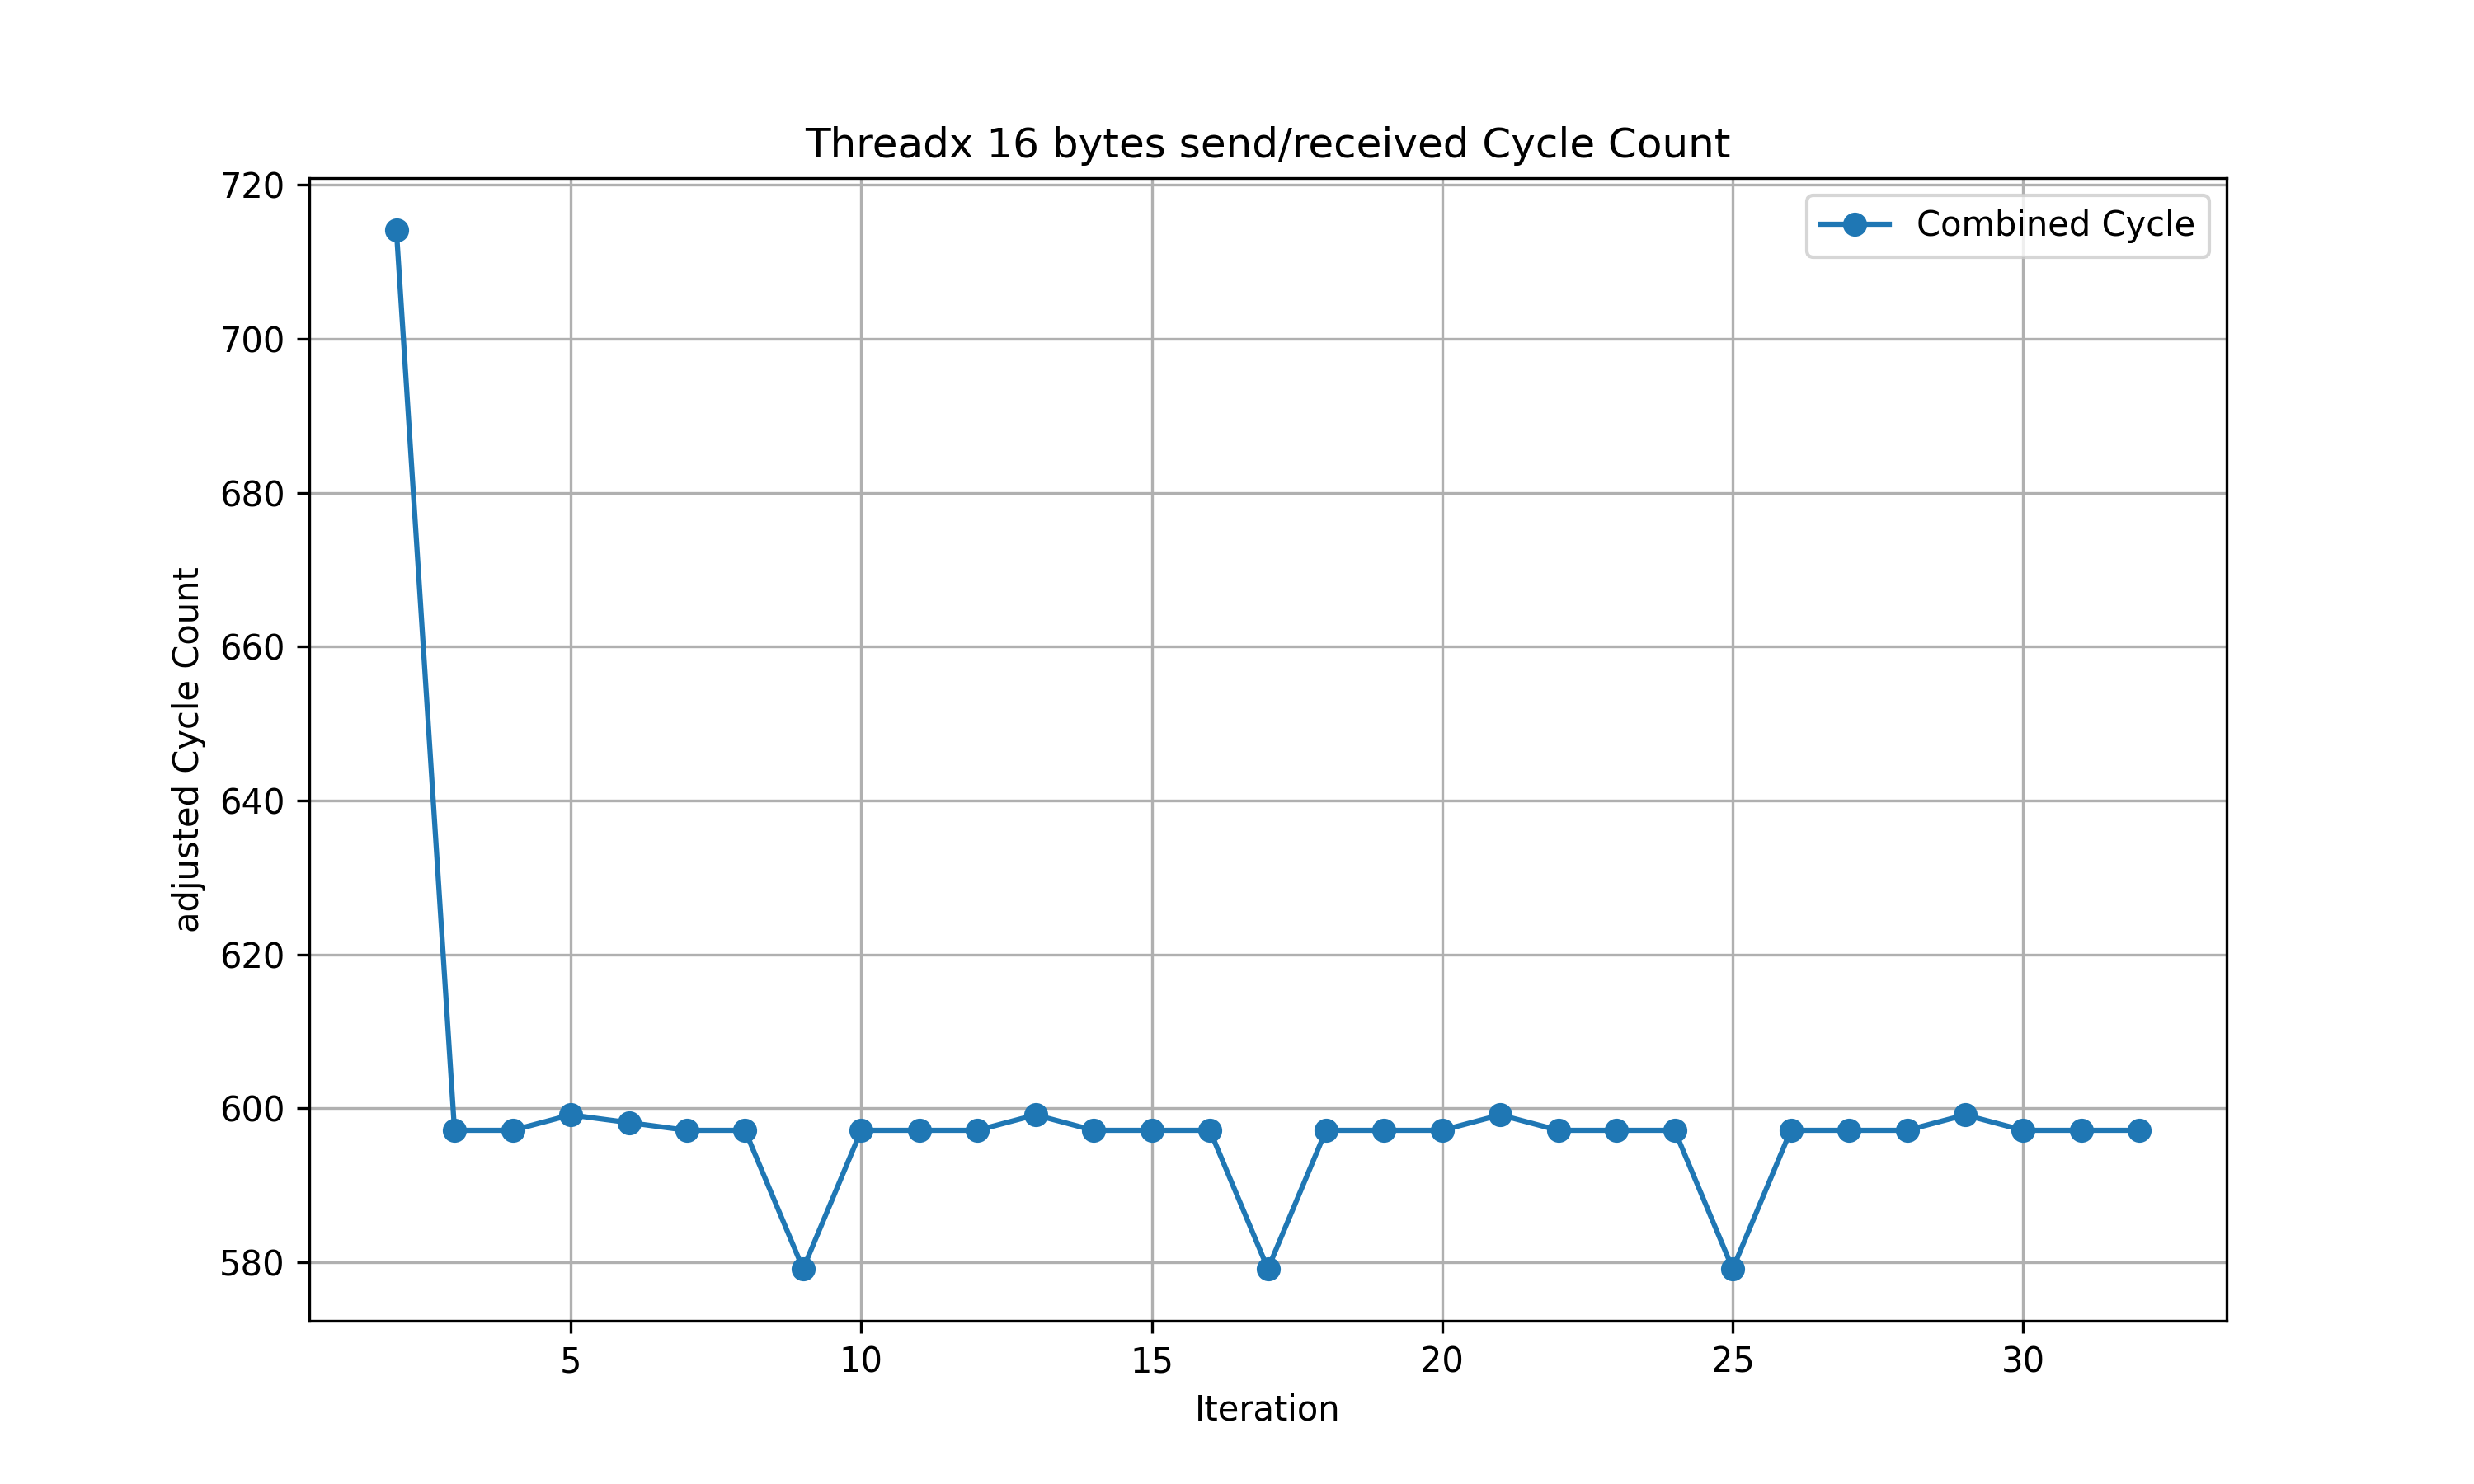 Threadx 16 bytes send/received Cycle Count
Combined Cycle
adjusted Cycle Count
720
700
680
660
640
620
600
580
5 10 15 20 25 30
Iteration